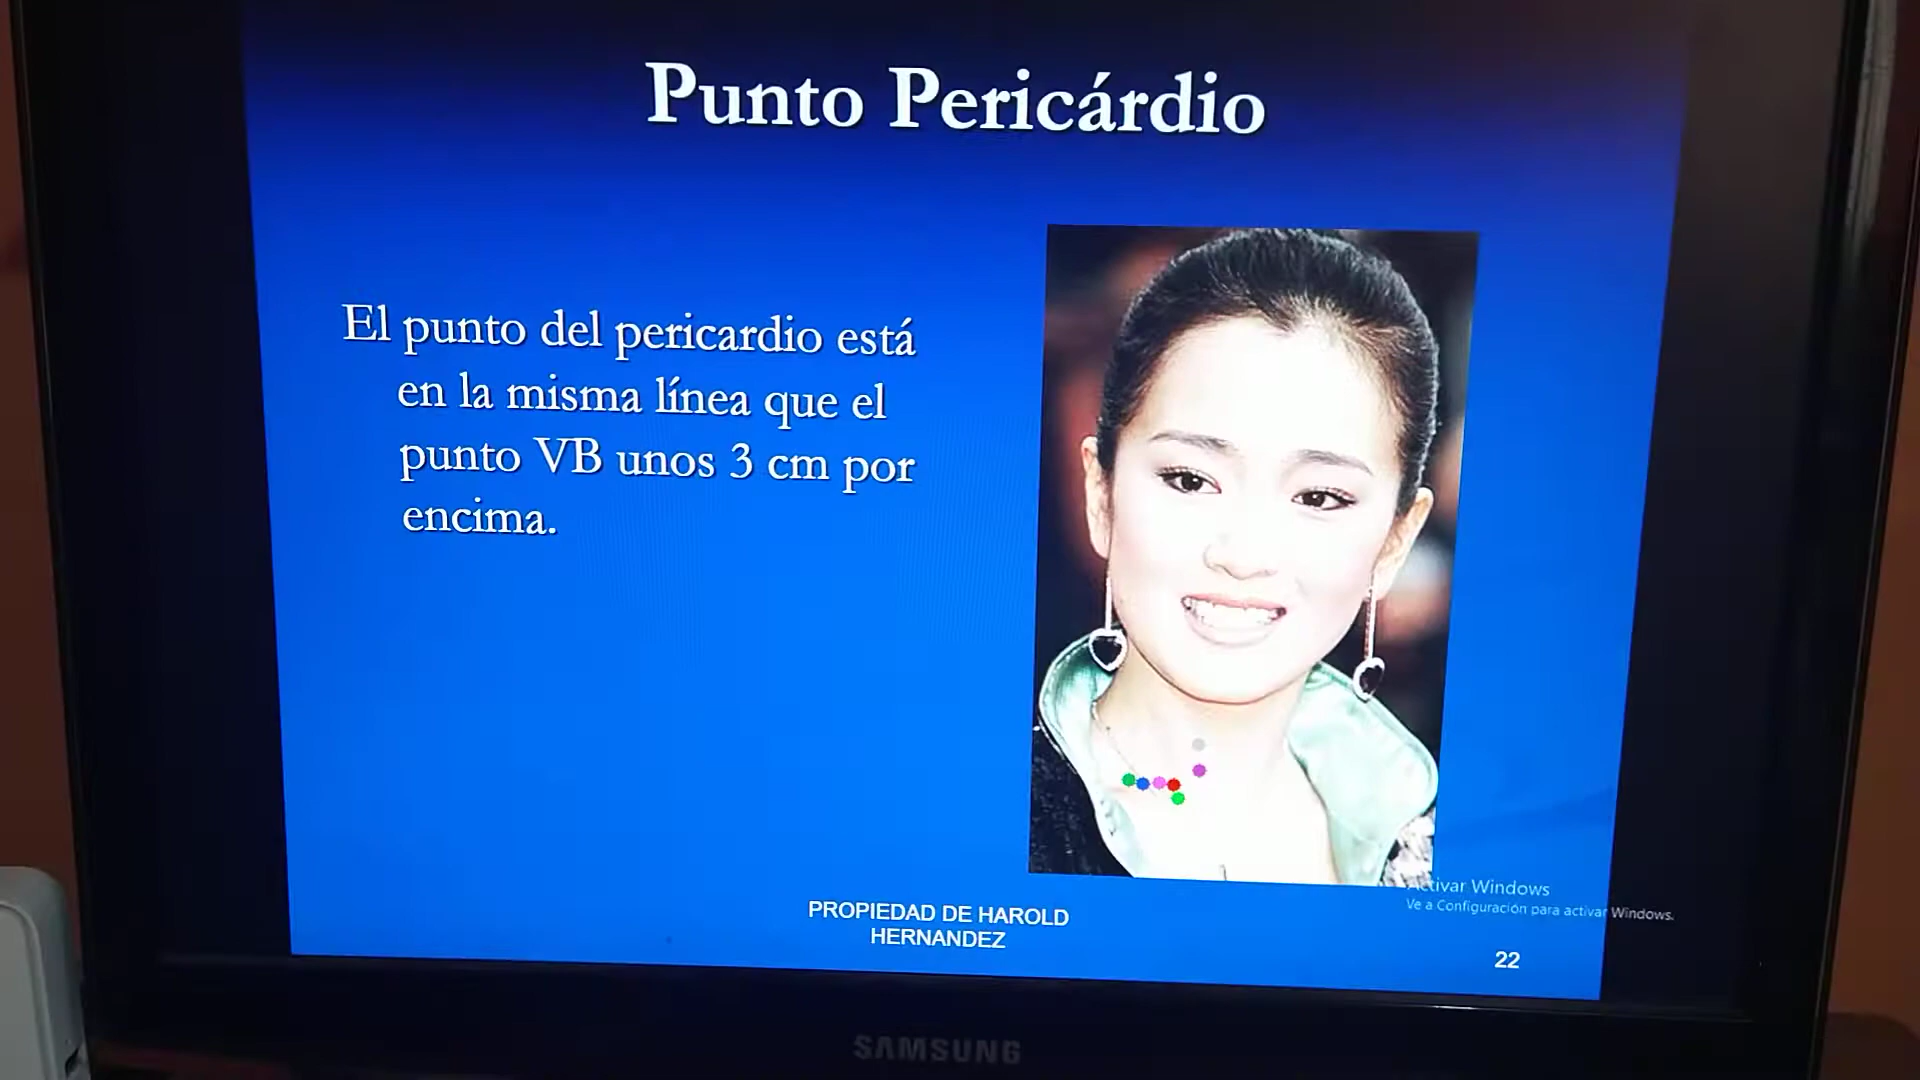 Punto Pericárdio
El punto del pericardio está
en la misma línea que el
punto VB unos 3 cm por
encima.
Activar Windows
Ve a Configuración para activar Windows.
PROPIEDAD DE HAROLD
HERNANDEZ
22
SAMSUNG